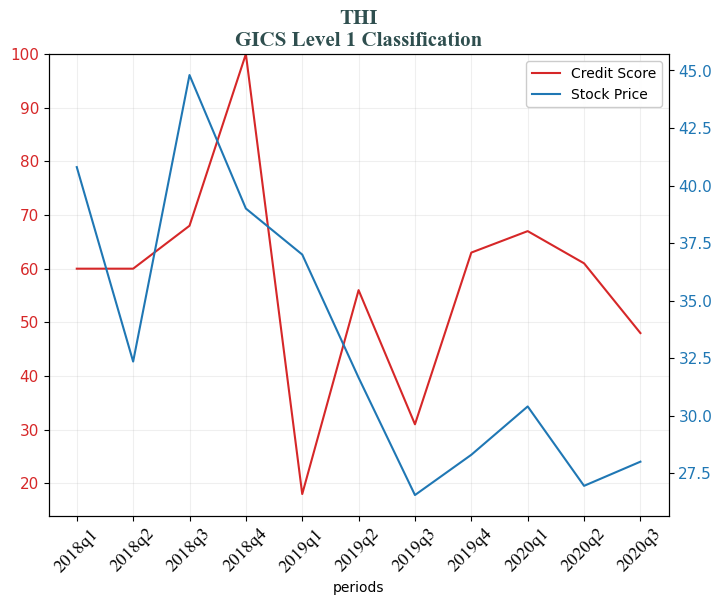 THI
GICS Level 1 Classification
Credit Score
Stock Price
100
90
80
70
60
50
40
30
20
45.0
42.5
40.0
37.5
35.0
32.5
30.0
27.5
2018q1
2018q2
2018q3
2018q4
2019q1
2019q2
2019q3
2019q4
2020q1
2020q2
2020q3
periods